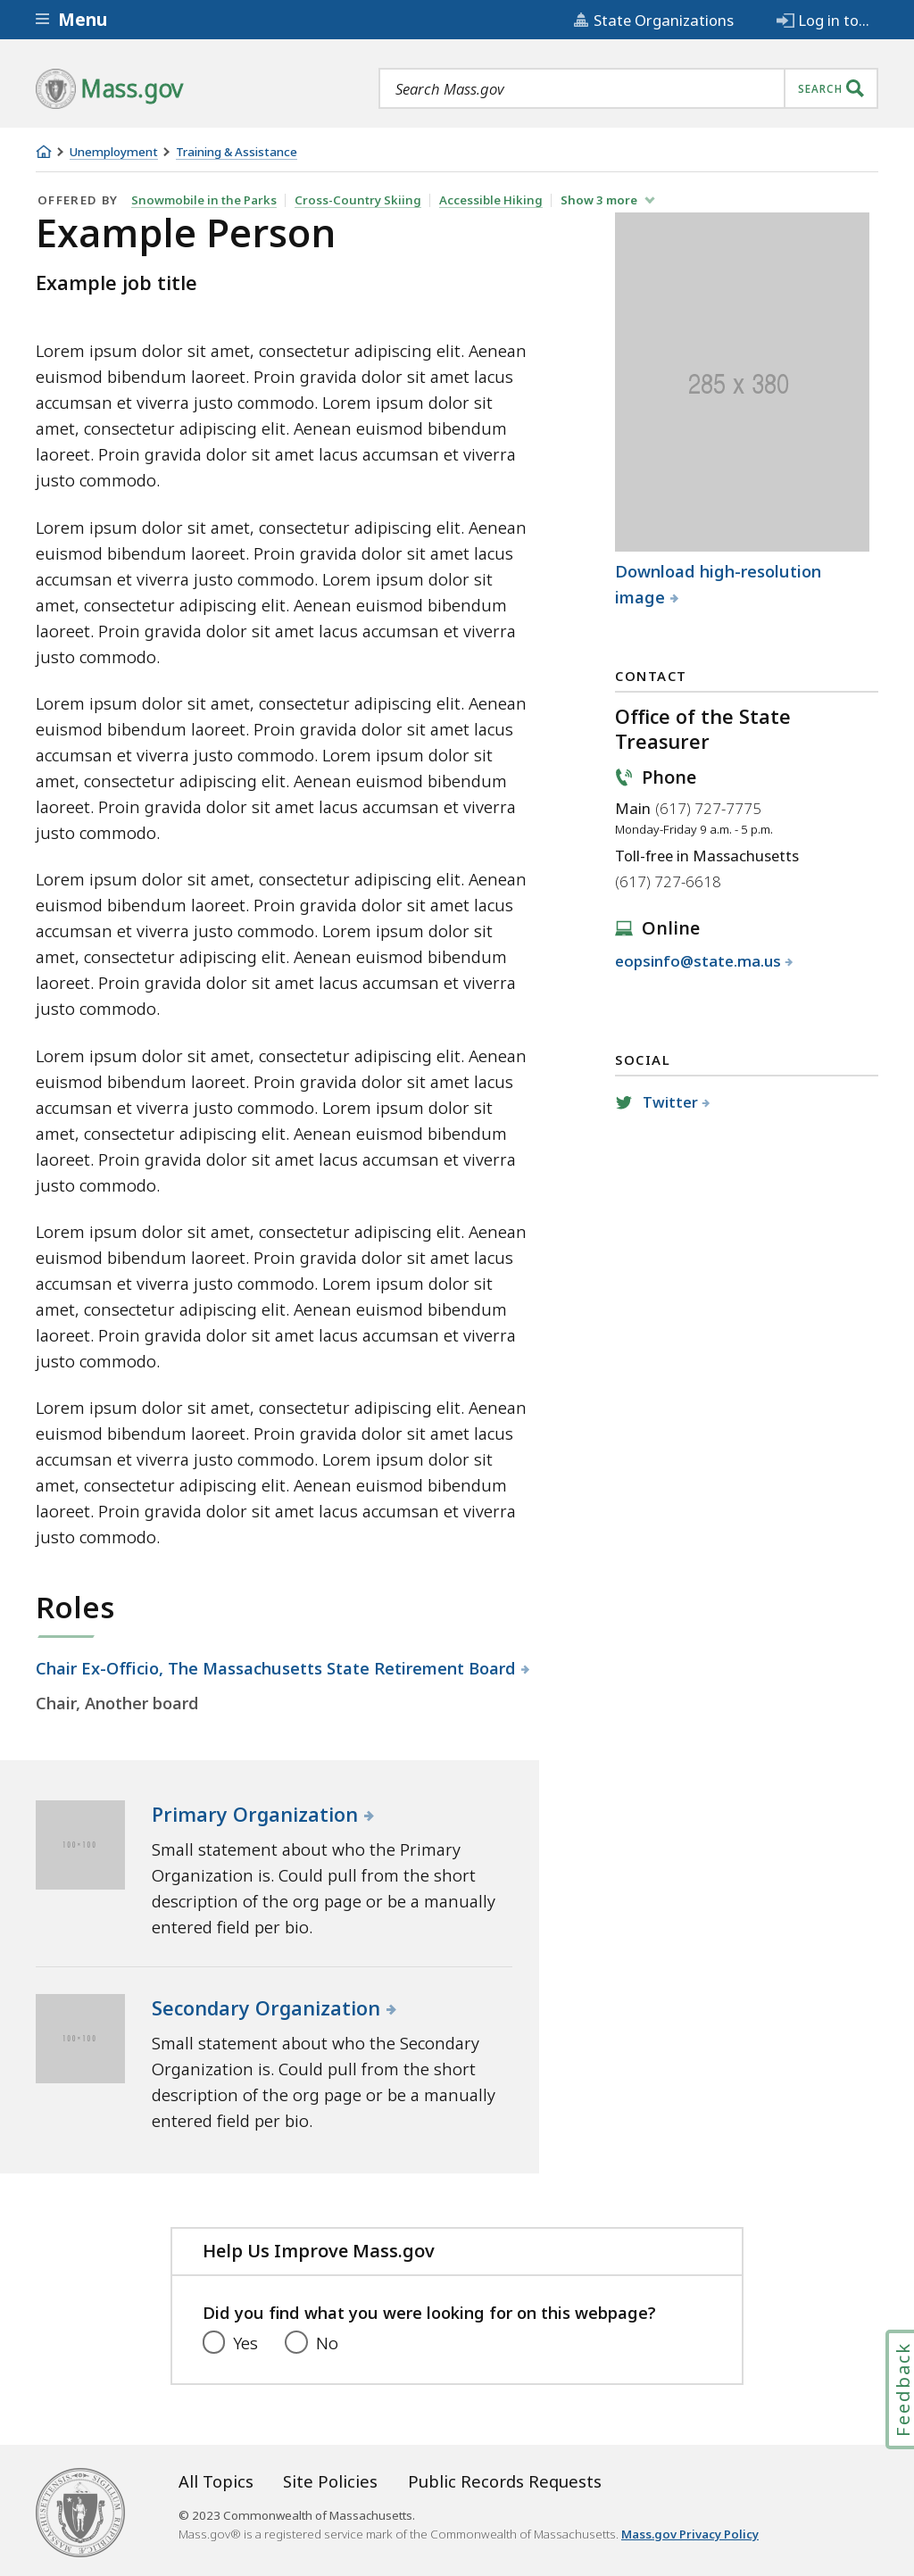 Menu
State Organizations
Log in to...
Mass.gov
Search Mass.gov
SEARCH
Unemployment
Training & Assistance
OFFERED BY Snowmobile in the Parks Cross-Country Skiing Accessible Hiking Show 3 more
Example Person
Example job title
Lorem ipsum dolor sit amet, consectetur adipiscing elit. Aenean
euismod bibendum laoreet. Proin gravida dolor sit amet lacus
accumsan et viverra justo commodo. Lorem ipsum dolor sit
amet, consectetur adipiscing elit. Aenean euismod bibendum
laoreet. Proin gravida dolor sit amet lacus accumsan et viverra
justo commodo.
Lorem ipsum dolor sit amet, consectetur adipiscing elit. Aenean
euismod bibendum laoreet. Proin gravida dolor sit amet lacus
accumsan et viverra justo commodo. Lorem ipsum dolor sit
amet, consectetur adipiscing elit. Aenean euismod bibendum
laoreet. Proin gravida dolor sit amet lacus accumsan et viverra
justo commodo.
Lorem ipsum dolor sit amet, consectetur adipiscing elit. Aenean
euismod bibendum laoreet. Proin gravida dolor sit amet lacus
accumsan et viverra justo commodo. Lorem ipsum dolor sit
amet, consectetur adipiscing elit. Aenean euismod bibendum
laoreet. Proin gravida dolor sit amet lacus accumsan et viverra
justo commodo.
Lorem ipsum dolor sit amet, consectetur adipiscing elit. Aenean
euismod bibendum laoreet. Proin gravida dolor sit amet lacus
accumsan et viverra justo commodo. Lorem ipsum dolor sit
amet, consectetur adipiscing elit. Aenean euismod bibendum
laoreet. Proin gravida dolor sit amet lacus accumsan et viverra
justo commodo.
Lorem ipsum dolor sit amet, consectetur adipiscing elit. Aenean
euismod bibendum laoreet. Proin gravida dolor sit amet lacus
accumsan et viverra justo commodo. Lorem ipsum dolor sit
amet, consectetur adipiscing elit. Aenean euismod bibendum
laoreet. Proin gravida dolor sit amet lacus accumsan et viverra
justo commodo.
Lorem ipsum dolor sit amet, consectetur adipiscing elit. Aenean
euismod bibendum laoreet. Proin gravida dolor sit amet lacus
accumsan et viverra justo commodo. Lorem ipsum dolor sit
amet, consectetur adipiscing elit. Aenean euismod bibendum
laoreet. Proin gravida dolor sit amet lacus accumsan et viverra
justo commodo.
Lorem ipsum dolor sit amet, consectetur adipiscing elit. Aenean
euismod bibendum laoreet. Proin gravida dolor sit amet lacus
accumsan et viverra justo commodo. Lorem ipsum dolor sit
amet, consectetur adipiscing elit. Aenean euismod bibendum
laoreet. Proin gravida dolor sit amet lacus accumsan et viverra
justo commodo.
285 x 380
Download high-resolution
image
CONTACT
Office of the State
Treasurer
Phone
Main (617) 727-7775
Monday-Friday 9 a.m. - 5 p.m.
Toll-free in Massachusetts
(617) 727-6618
Online
eopsinfo@state.ma.us
SOCIAL
Twitter
Roles
Chair Ex-Officio, The Massachusetts State Retirement Board
Chair, Another board
100×100
Primary Organization
Small statement about who the Primary
Organization is. Could pull from the short
description of the org page or be a manually
entered field per bio.
100×100
Secondary Organization
Small statement about who the Secondary
Organization is. Could pull from the short
description of the org page or be a manually
entered field per bio.
Help Us Improve Mass.gov
Did you find what you were looking for on this webpage?
Yes No
Feedback
All Topics Site Policies Public Records Requests
© 2023 Commonwealth of Massachusetts.
Mass.gov® is a registered service mark of the Commonwealth of Massachusetts. Mass.gov Privacy Policy